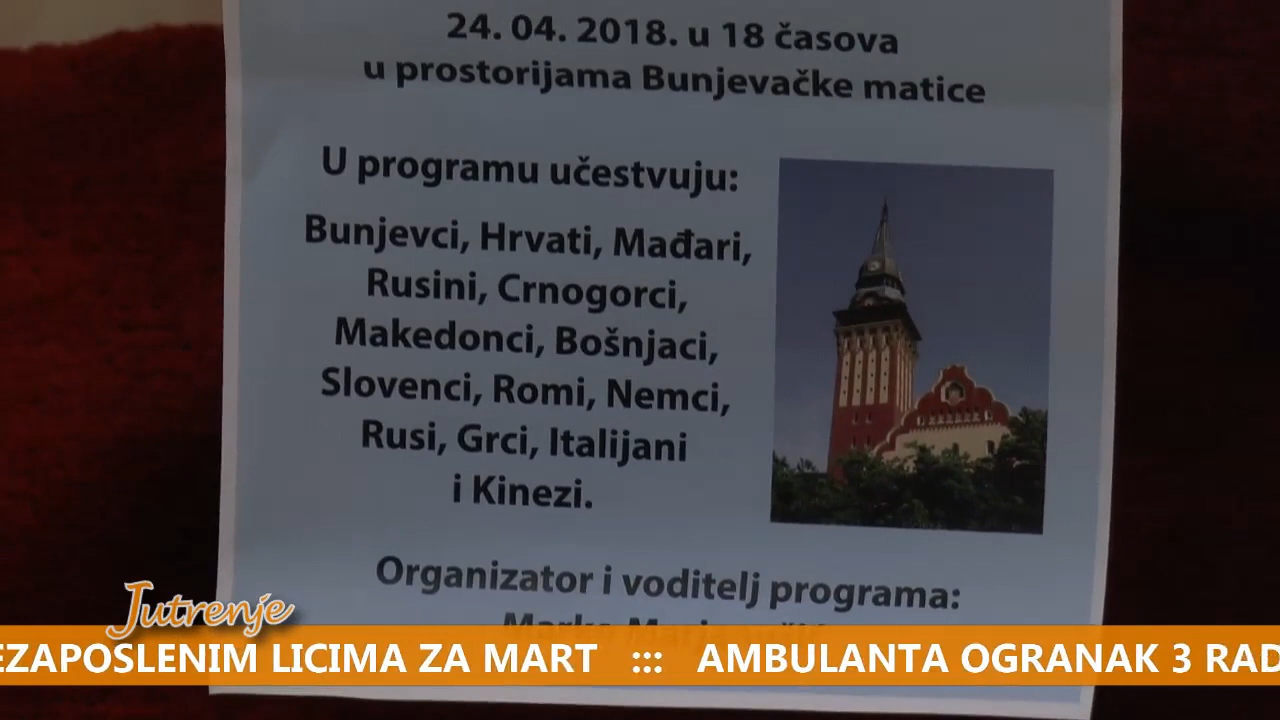 24. 04. 2018. u 18 časova
u prostorijama Bunjevačke matice
U programu učestvuju:
Bunjevci, Hrvati, Mađari,
Rusini, Crnogorci,
Makedonci, Bošnjaci,
Slovenci, Romi, Nemci,
Rusi, Grci, Italijani
i Kinezi.
Organizator i voditelj programa:
Jutrenje
EZAPOSLENIM LICIMA ZA MART ::: AMBULANTA OGRANAK 3 RAD